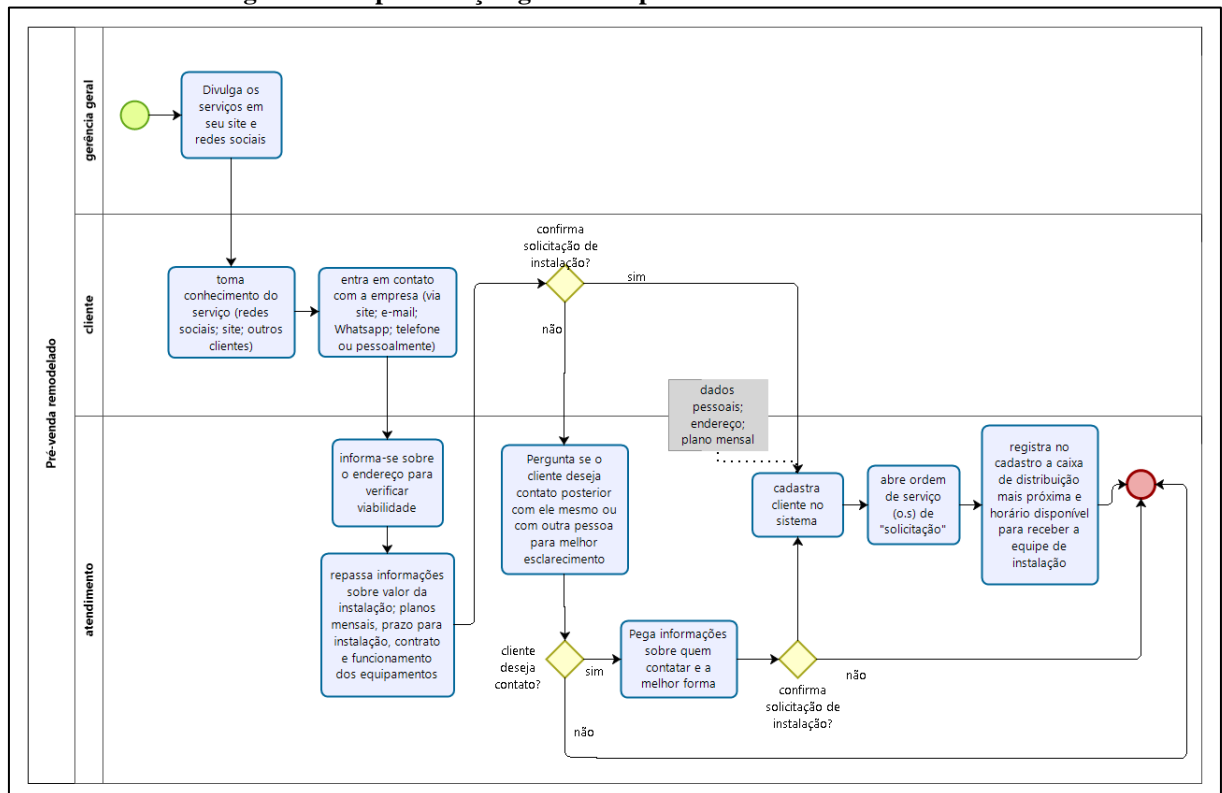 Pré-venda remodelado
gerência geral
Divulga os
serviços em
seu site e
redes sociais
cliente
toma
conhecimento do
serviço (redes
sociais; site; outros
clientes)
entra em contato
com a empresa (via
site; e-mail;
Whatsapp; telefone
ou pessoalmente)
confirma
solicitação de
instalação?
sim
não
dados
pessoais;
endereço;
plano mensal
atendimento
informa-se sobre
o endereço para
verificar
viabilidade
repassa informações
sobre valor da
instalação; planos
mensais, prazo para
instalação, contrato
e funcionamento
dos equipamentos
Pergunta se o
cliente deseja
contato posterior
com ele mesmo ou
com outra pessoa
para melhor
esclarecimento
cliente
deseja
contato?
sim
não
Pega informações
sobre quem
contatar e a
melhor forma
confirma
solicitação de
instalação?
não
cadastra
cliente no
sistema
abre ordem
de serviço
(o.s) de
"solicitação"
registra no
cadastro a caixa
de distribuição
mais próxima e
horário disponível
para receber a
equipe de
instalação